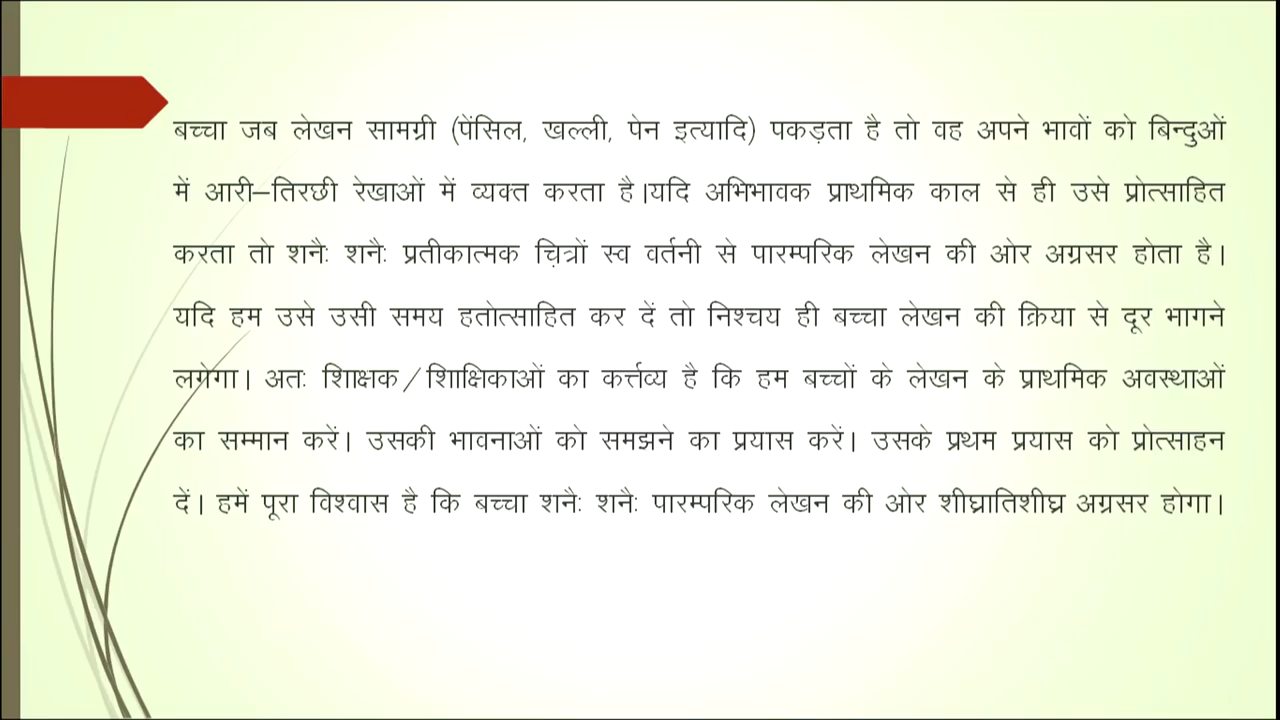 बच्चा जब लेखन सामग्री (पेंसिल, खल्ली, पेन इत्यादि) पकड़ता है तो वह अपने भावों को बिन्दुओं
में आरी–तिरछी रेखाओं में व्यक्त करता है।यदि अभिभावक प्राथमिक काल से ही उसे प्रोत्साहित
करता तो शनै: शनै: प्रतीकात्मक चि़त्रों स्व वर्तनी से पारम्परिक लेखन की ओर अग्रसर होता है।
यदि हम उसे उसी समय हतोत्साहित कर दें तो निश्चय ही बच्चा लेखन की क्रिया से दूर भागने
लगेगा। अत: शिाक्षक/शिाक्षिकाओं का कर्त्तव्य है कि हम बच्चों के लेखन के प्राथमिक अवस्थाओं
का सम्मान करें। उसकी भावनाओं को समझने का प्रयास करें। उसके प्रथम प्रयास को प्रोत्साहन
दें। हमें पूरा विश्वास है कि बच्चा शनै: शनै: पारम्परिक लेखन की ओर शीघ्रातिशीघ्र अग्रसर होगा।